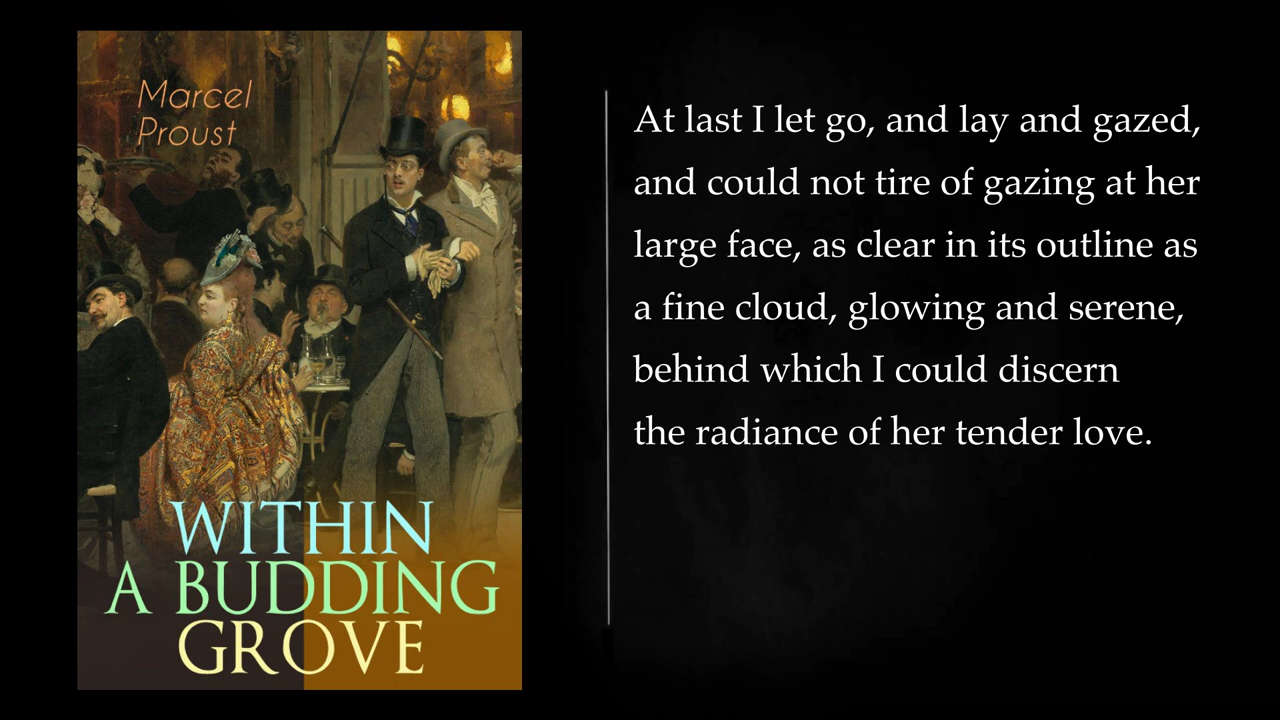 Marcel
Proust
WITHIN
A BUDDING
GROVE
At last I let go, and lay and gazed,
and could not tire of gazing at her
large face, as clear in its outline as
a fine cloud, glowing and serene,
behind which I could discern
the radiance of her tender love.